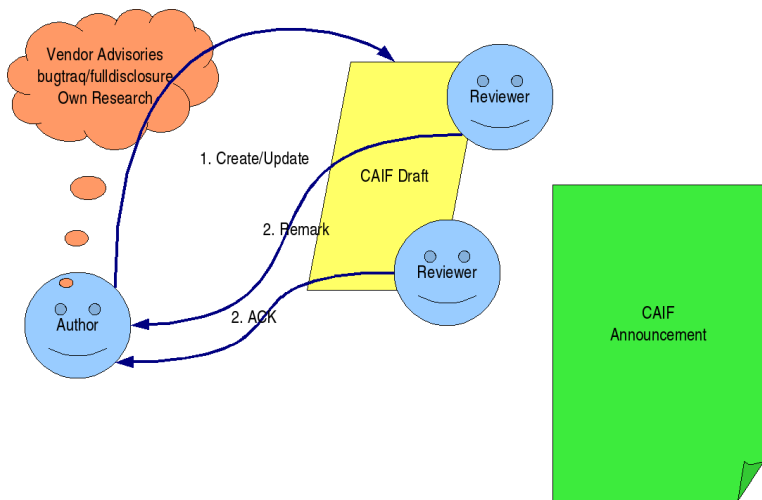 Vendor Advisories
bugtraq/fulldisclosure
Own Research
Reviewer
1. Create/Update
CAIF Draft
2. Remark
Reviewer
2. ACK
Author
CAIF
Announcement